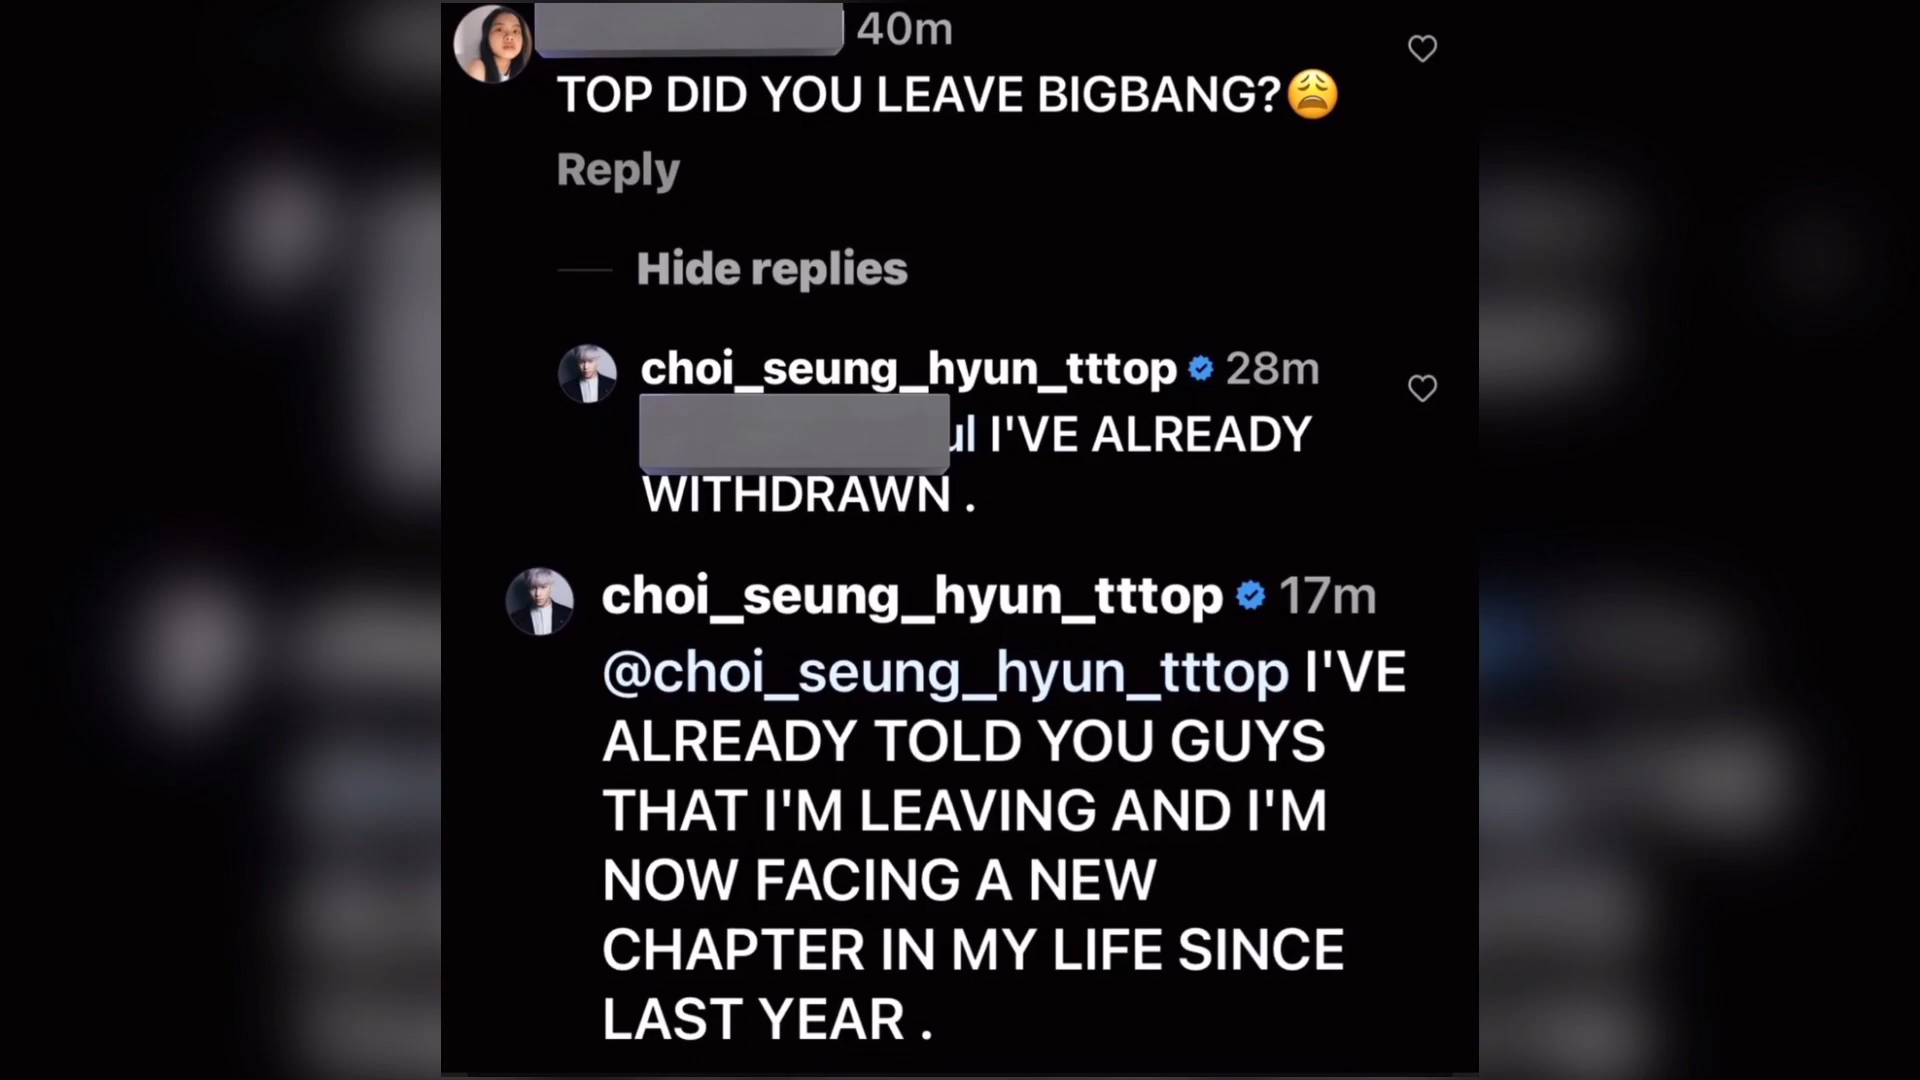 40m
TOP DID YOU LEAVE BIGBANG?😩
Reply
Hide replies
choi_seung_hyun_tttop 28m
ul I'VE ALREADY
WITHDRAWN .
choi_seung_hyun_tttop 17m
@choi_seung_hyun_tttop I'VE
ALREADY TOLD YOU GUYS
THAT I'M LEAVING AND I'M
NOW FACING A NEW
CHAPTER IN MY LIFE SINCE
LAST YEAR .